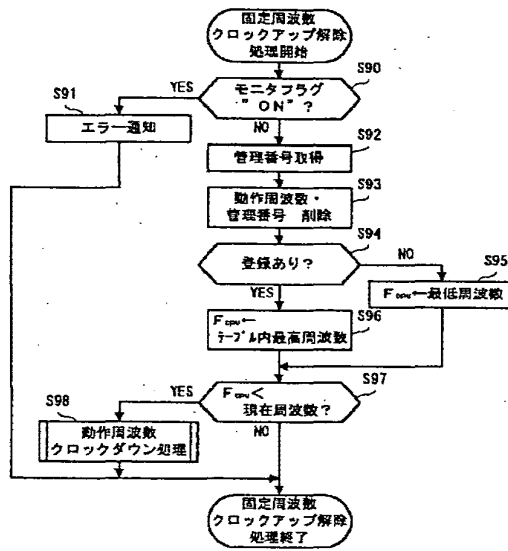 固定周波数
クロックアップ解除
処理開始
S90
モニタフラグ
"ON"?
YES
S91
エラー通知
NO
S92
管理番号取得
S93
動作周波数・
管理番号 削除
S94
登録あり?
NO
S95
Fcpu←最低周波数
YES
S96
Fcpu←
テーブル内最高周波数
S97
Fcpu<
現在周波数?
YES
S98
動作周波数
クロックダウン処理
NO
固定周波数
クロックアップ解除
処理終了